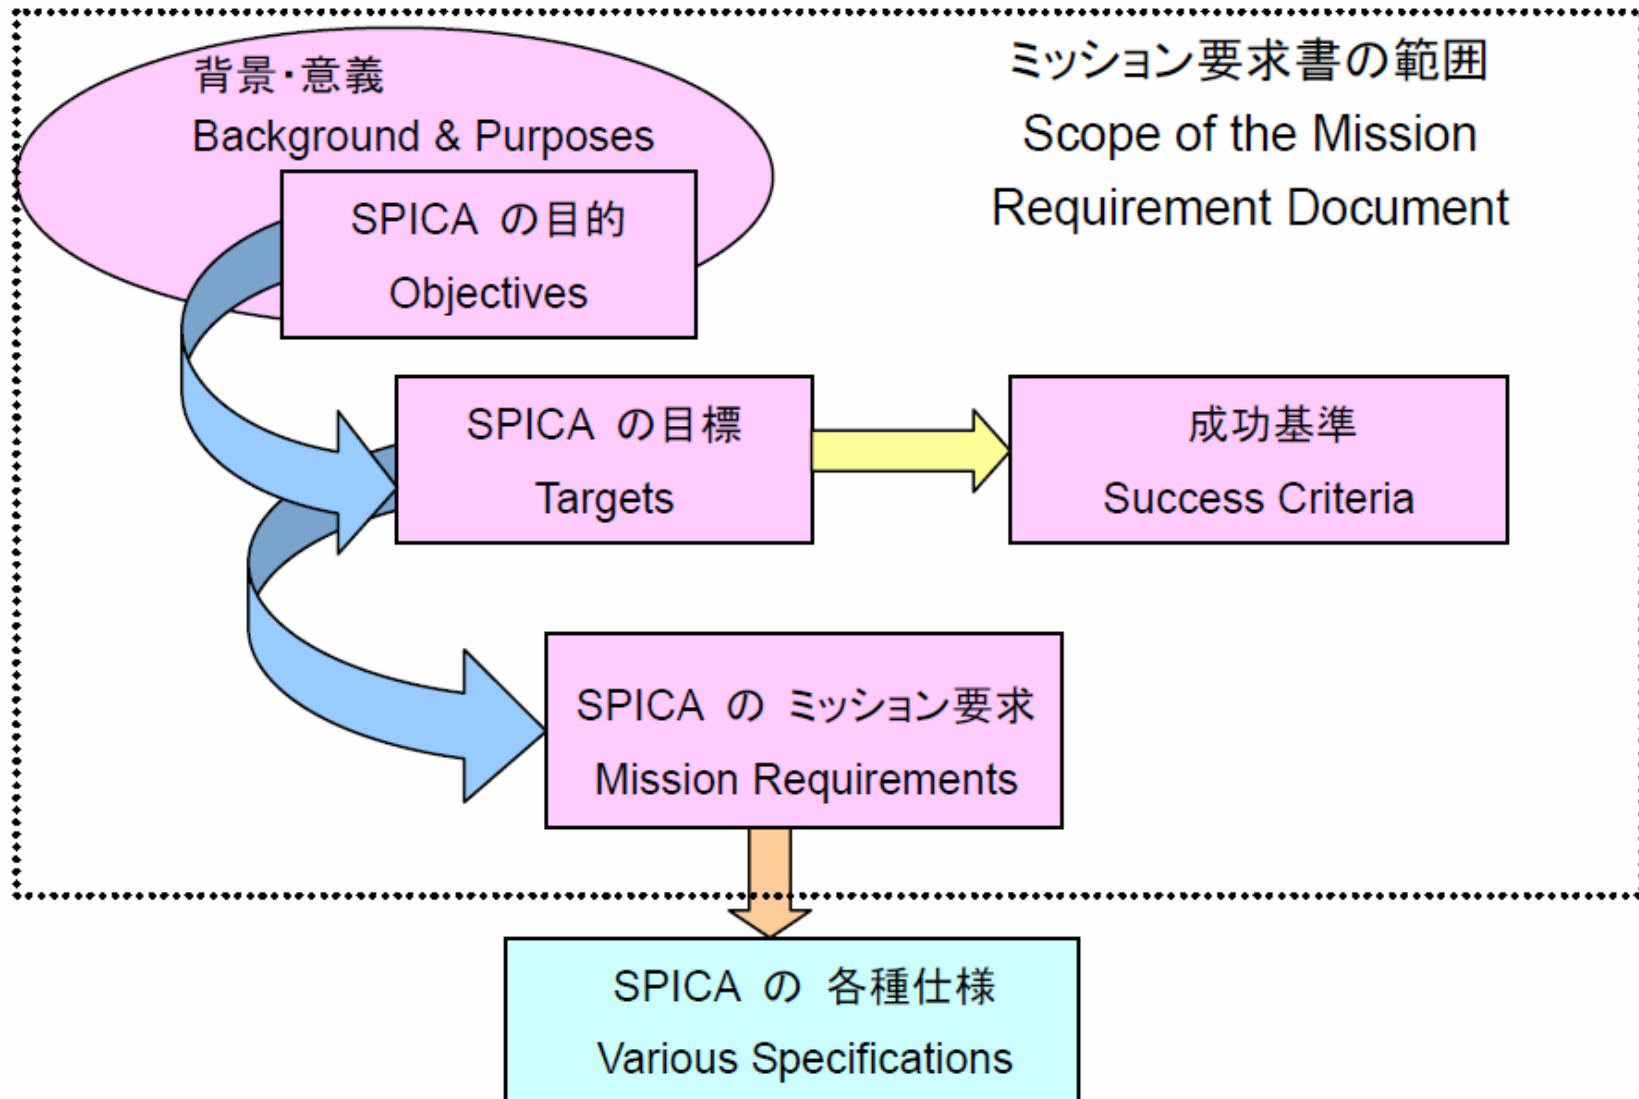 背景・意義
Background & Purposes
SPICA の目的
Objectives
ミッション要求書の範囲
Scope of the Mission
Requirement Document
SPICA の目標
Targets
成功基準
Success Criteria
SPICA の ミッション要求
Mission Requirements
SPICA の 各種仕様
Various Specifications